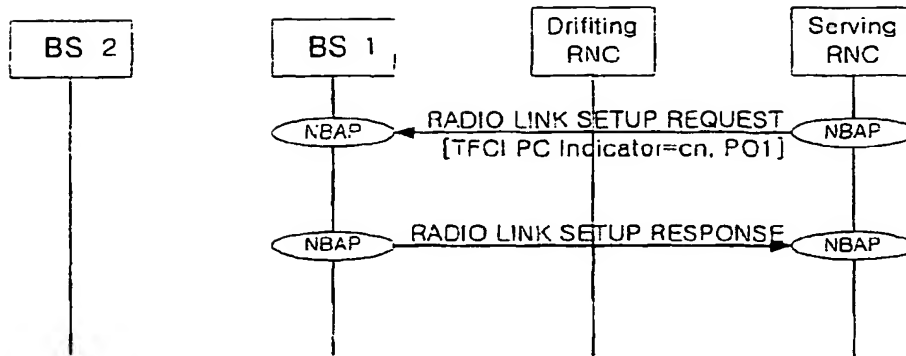 BS 2
BS 1
Drifiting
RNC
Serving
RNC
NBAP
RADIO LINK SETUP REQUEST
NBAP
[TFCI PC Indicator=cn, PO1]
NBAP
RADIO LINK SETUP RESPONSE
NBAP